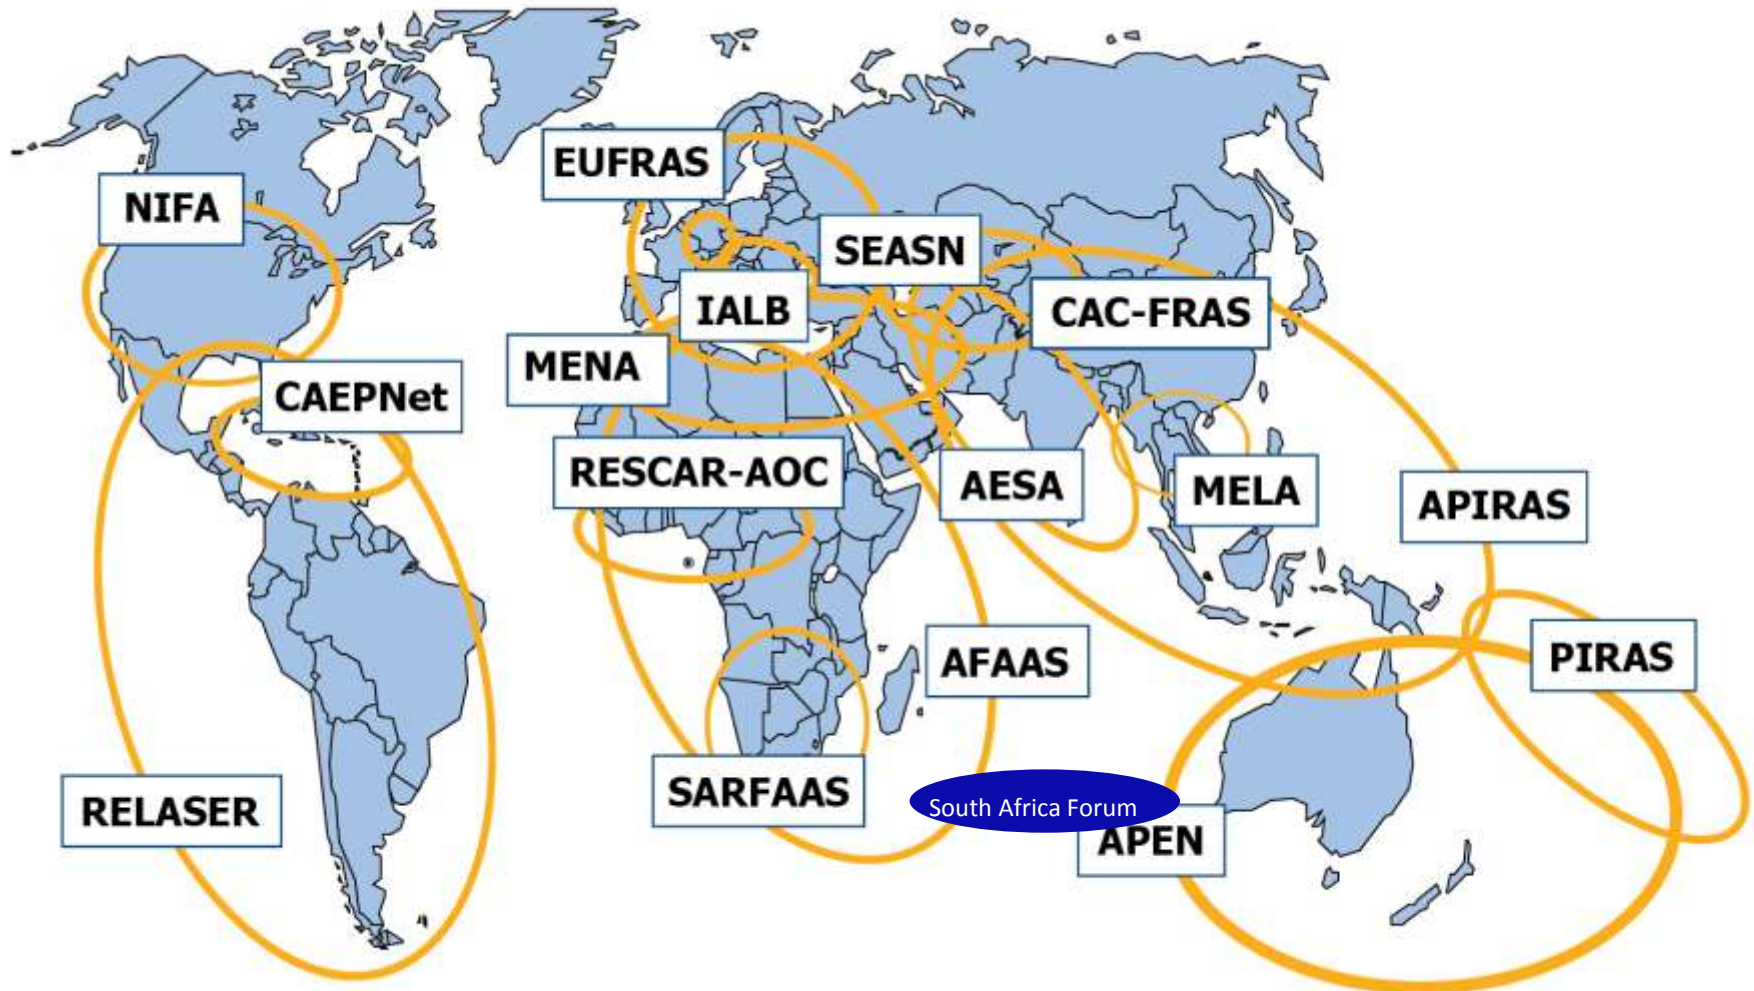 EUFRAS
NIFA
SEASN
IALB
CAC-FRAS
MENA
CAEPNet
RESCAR-AOC
AESA
MELA
APIRAS
AFAAS
PIRAS
SARFAAS
RELASER
South Africa Forum
APEN